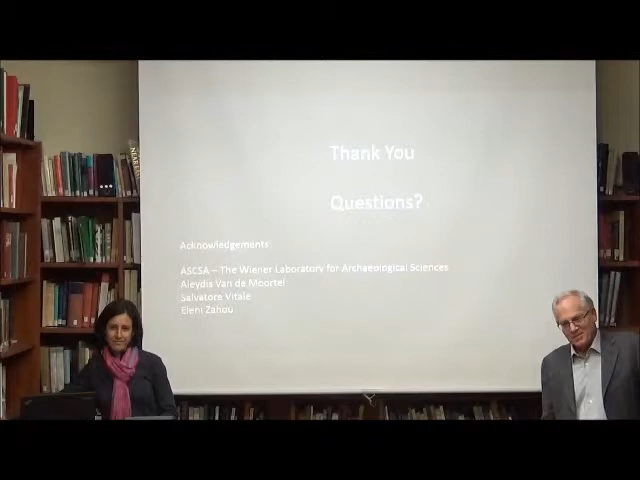 Thank You
Questions?
Acknowledgements
ASCSA – The Wiener Laboratory for Archaeological Sciences
Aleydis Van de Moortel
Salvatore Vitale
Eleni Zahou